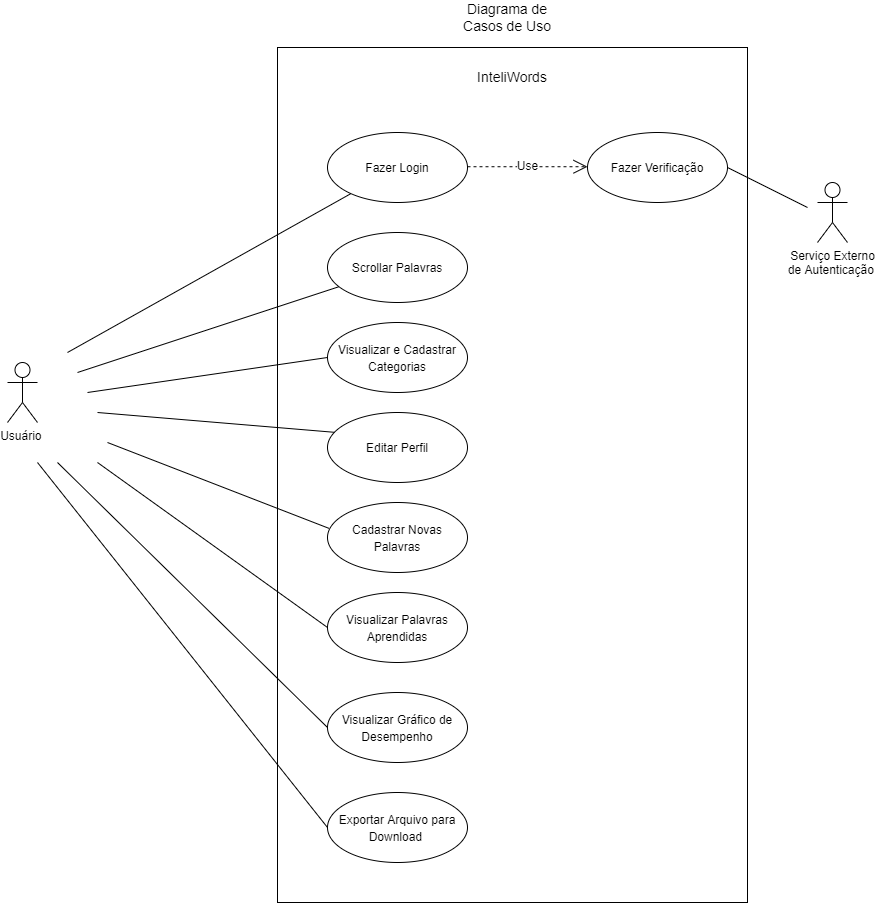 Diagrama de
Casos de Uso
InteliWords
Fazer Login
Use
Fazer Verificação
Serviço Externo
de Autenticação
Scrollar Palavras
Visualizar e Cadastrar
Categorias
Usuário
Editar Perfil
Cadastrar Novas
Palavras
Visualizar Palavras
Aprendidas
Visualizar Gráfico de
Desempenho
Exportar Arquivo para
Download